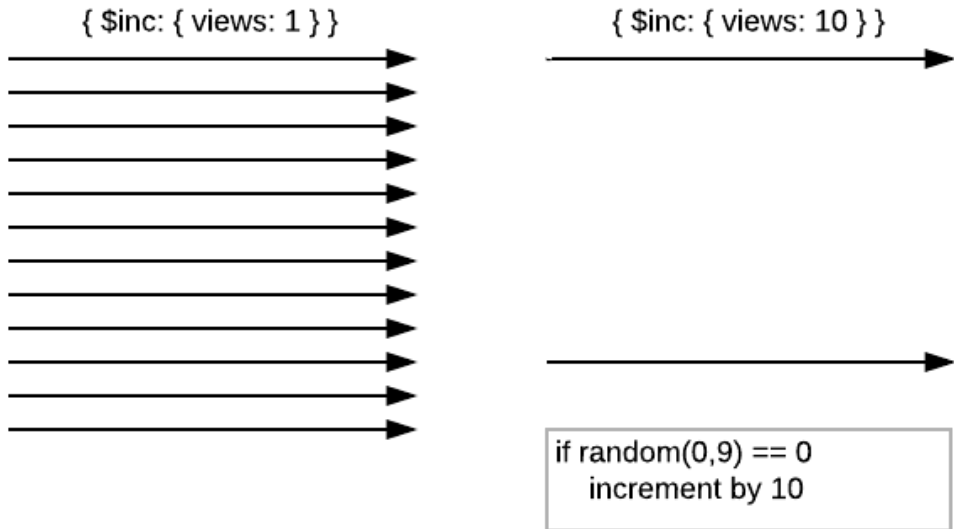 { $inc: { views: 1 } }
{ $inc: { views: 10 } }
if random(0,9) == 0
increment by 10